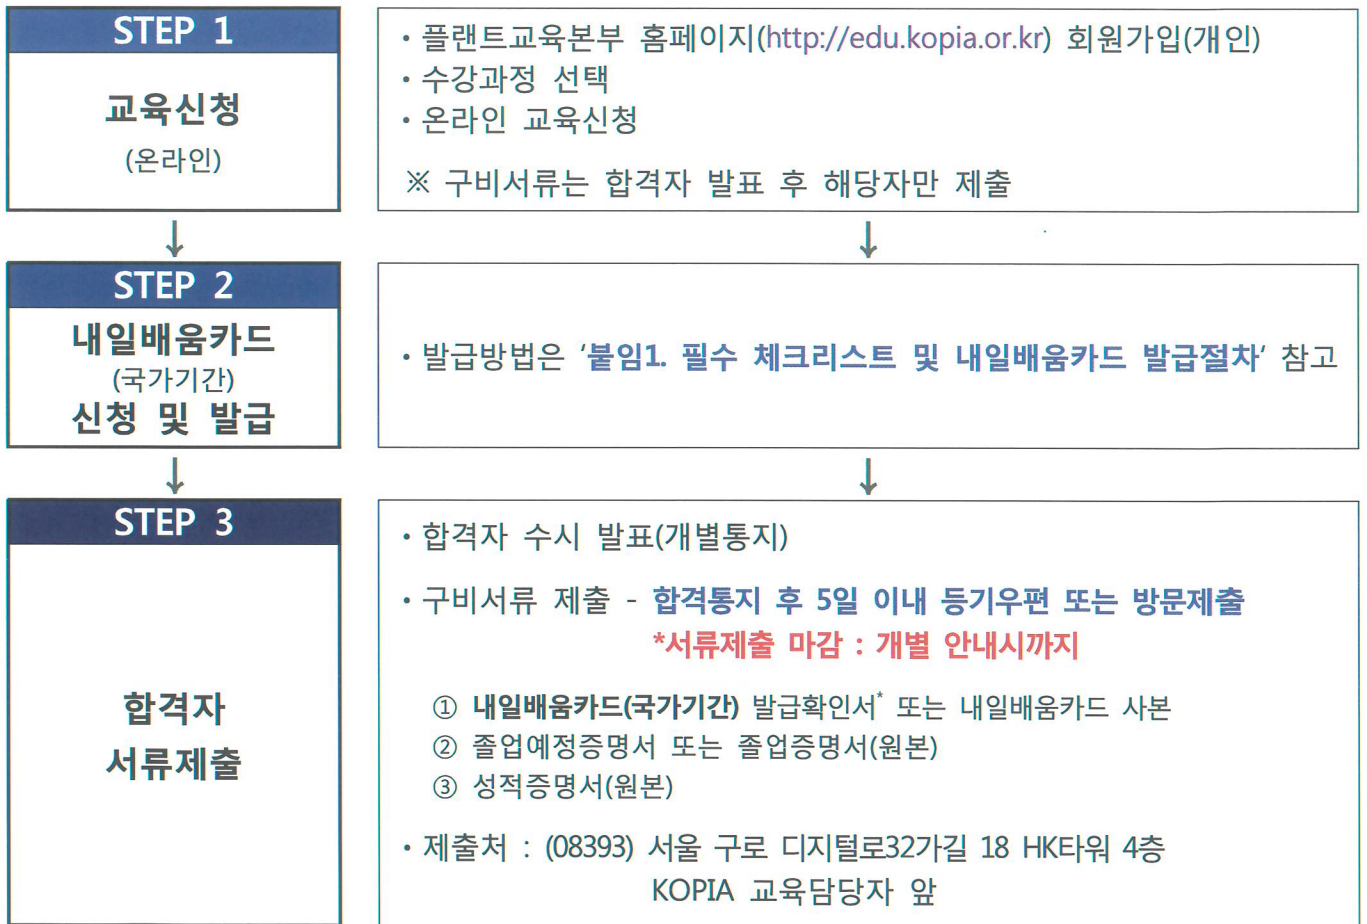 STEP 1
교육신청
(온라인)
• 플랜트교육본부 홈페이지(http://edu.kopia.or.kr) 회원가입(개인)
• 수강과정 선택
• 온라인 교육신청
※ 구비서류는 합격자 발표 후 해당자만 제출
↓ ↓
STEP 2
내일배움카드
(국가기간)
신청 및 발급
• 발급방법은 ‘붙임1. 필수 체크리스트 및 내일배움카드 발급절차’ 참고
↓ ↓
STEP 3
합격자
서류제출
• 합격자 수시 발표(개별통지)
• 구비서류 제출 - 합격통지 후 5일 이내 등기우편 또는 방문제출
*서류제출 마감 : 개별 안내시까지
① 내일배움카드(국가기간) 발급확인서* 또는 내일배움카드 사본
② 졸업예정증명서 또는 졸업증명서(원본)
③ 성적증명서(원본)
• 제출처 : (08393) 서울 구로 디지털로32가길 18 HK타워 4층
KOPIA 교육담당자 앞